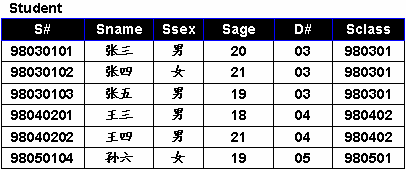 Student
S# Sname Ssex Sage D# Sclass
98030101 张三 男 20 03 980301
98030102 张四 女 21 03 980301
98030103 张五 男 19 03 980301
98040201 王三 男 18 04 980402
98040202 王四 男 21 04 980402
98050104 孙六 女 19 05 980501